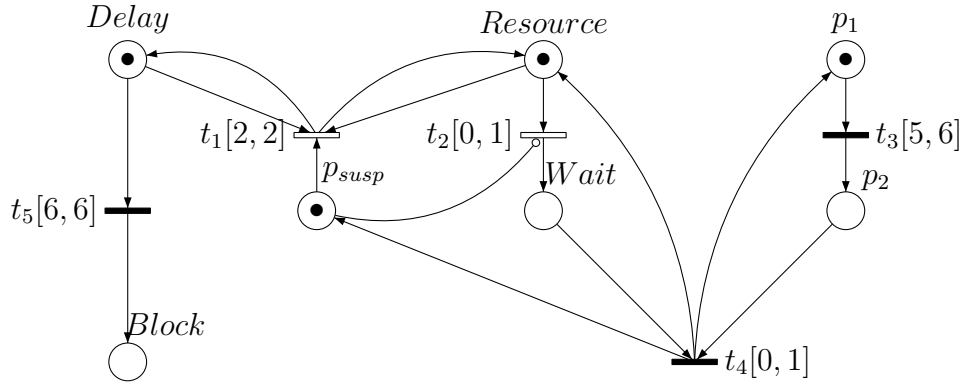 Delay
Resource
p₁
t₁[2, 2]
t₂[0, 1]
t₃[5, 6]
pₛᵤₛₚ
Wait
p₂
t₅[6, 6]
Block
t₄[0, 1]